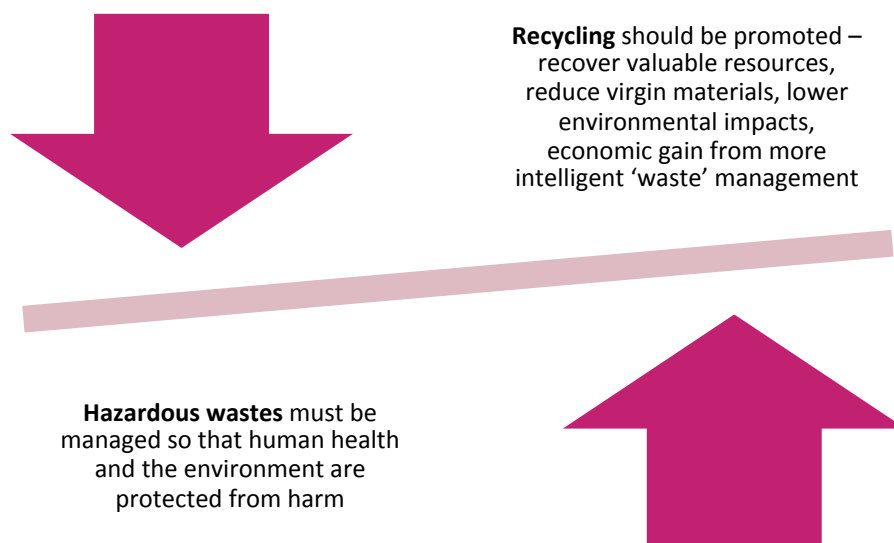 Recycling should be promoted –
recover valuable resources,
reduce virgin materials, lower
environmental impacts,
economic gain from more
intelligent ‘waste’ management
Hazardous wastes must be
managed so that human health
and the environment are
protected from harm